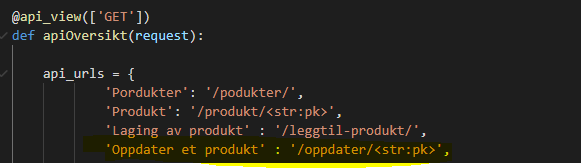 @api_view(['GET'])
def apiOversikt(request):
api_urls = {
'Pordukter': '/podukter/',
'Produkt': '/produkt/<str:pk>',
'Laging av produkt' : '/leggtil-produkt/',
'Oppdater et produkt' : '/oppdater/<str:pk>',